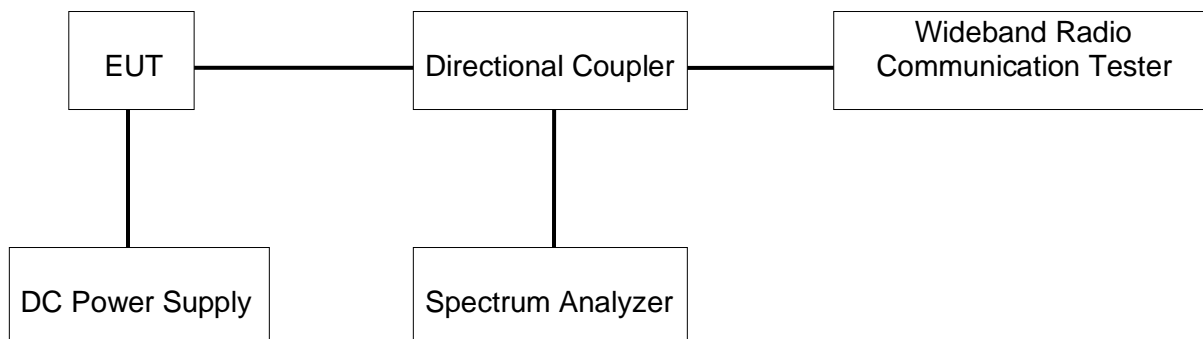 EUT
Directional Coupler
Wideband Radio
Communication Tester
DC Power Supply
Spectrum Analyzer